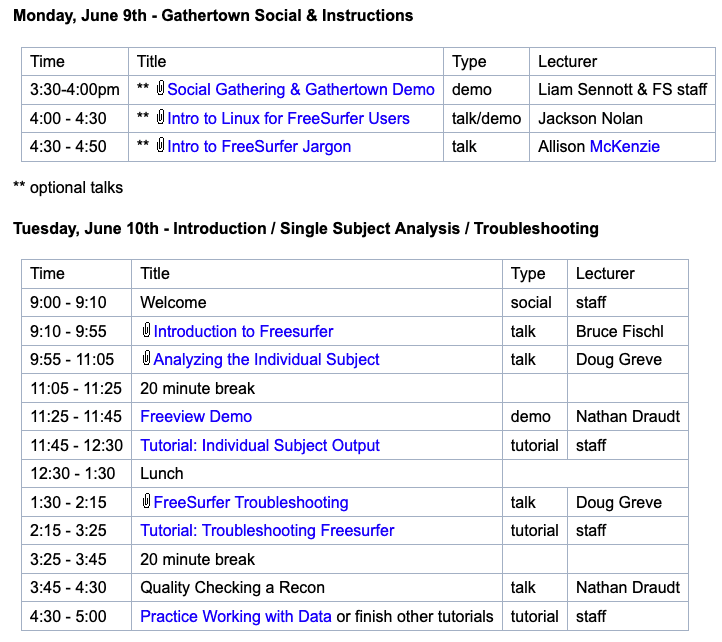 Monday, June 9th - Gathertown Social & Instructions
Time Title Type Lecturer
3:30-4:00pm ** Social Gathering & Gathertown Demo demo Liam Sennott & FS staff
4:00 - 4:30 ** Intro to Linux for FreeSurfer Users talk/demo Jackson Nolan
4:30 - 4:50 ** Intro to FreeSurfer Jargon talk Allison McKenzie
** optional talks
Tuesday, June 10th - Introduction / Single Subject Analysis / Troubleshooting
Time Title Type Lecturer
9:00 - 9:10 Welcome social staff
9:10 - 9:55 Introduction to Freesurfer talk Bruce Fischl
9:55 - 11:05 Analyzing the Individual Subject talk Doug Greve
11:05 - 11:25 20 minute break
11:25 - 11:45 Freeview Demo demo Nathan Draudt
11:45 - 12:30 Tutorial: Individual Subject Output tutorial staff
12:30 - 1:30 Lunch
1:30 - 2:15 FreeSurfer Troubleshooting talk Doug Greve
2:15 - 3:25 Tutorial: Troubleshooting Freesurfer tutorial staff
3:25 - 3:45 20 minute break
3:45 - 4:30 Quality Checking a Recon talk Nathan Draudt
4:30 - 5:00 Practice Working with Data or finish other tutorials tutorial staff